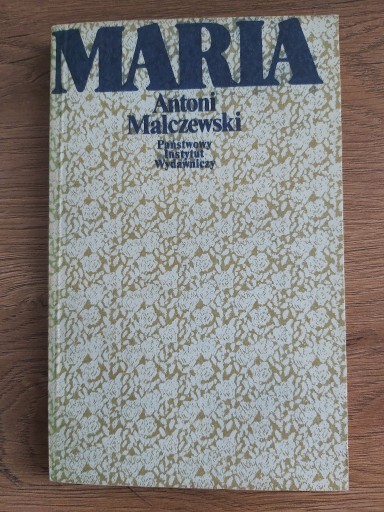 MARIA
Antoni
Malczewski
Państwowy
Instytut
Wydawniczy